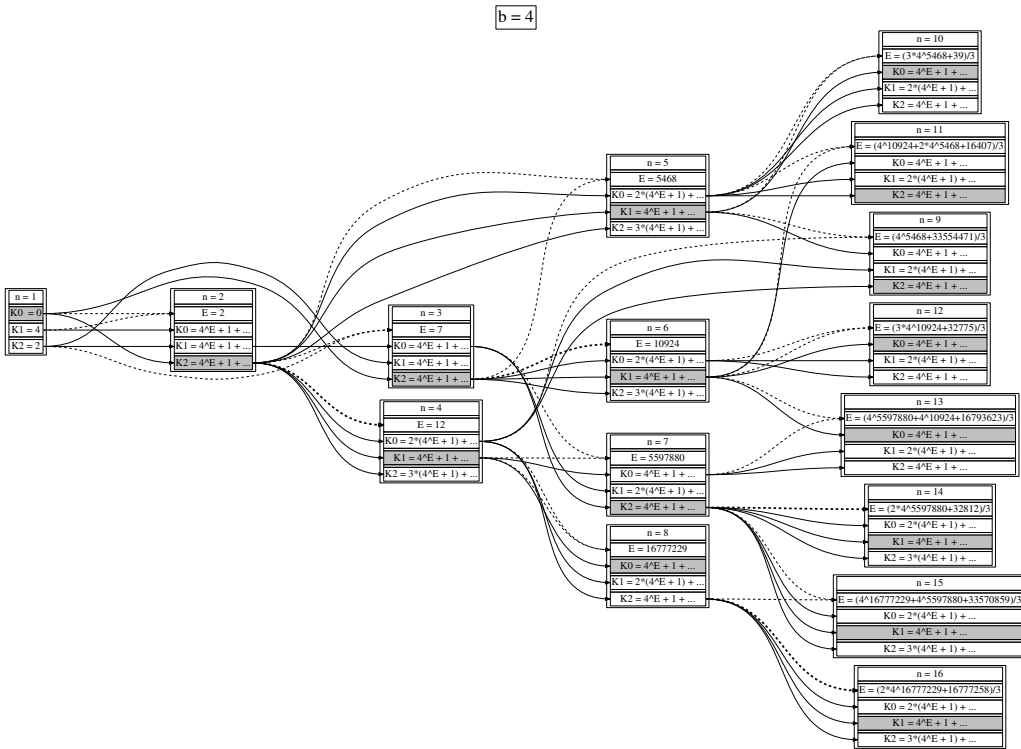 b = 4
n = 1
K0 = 0
K1 = 4
K2 = 2
n = 2
E = 2
K0 = 4^E + 1 + ...
K1 = 4^E + 1 + ...
K2 = 4^E + 1 + ...
n = 3
E = 7
K0 = 4^E + 1 + ...
K1 = 4^E + 1 + ...
K2 = 4^E + 1 + ...
n = 4
E = 12
K0 = 2*(4^E + 1) + ...
K1 = 4^E + 1 + ...
K2 = 3*(4^E + 1) + ...
n = 5
E = 5468
K0 = 2*(4^E + 1) + ...
K1 = 4^E + 1 + ...
K2 = 3*(4^E + 1) + ...
n = 6
E = 10924
K0 = 2*(4^E + 1) + ...
K1 = 4^E + 1 + ...
K2 = 3*(4^E + 1) + ...
n = 7
E = 5597880
K0 = 4^E + 1 + ...
K1 = 2*(4^E + 1) + ...
K2 = 4^E + 1 + ...
n = 8
E = 16777229
K0 = 4^E + 1 + ...
K1 = 2*(4^E + 1) + ...
K2 = 4^E + 1 + ...
n = 10
E = (3*4^5468+39)/3
K0 = 4^E + 1 + ...
K1 = 2*(4^E + 1) + ...
K2 = 4^E + 1 + ...
n = 11
E = (4^10924+2*4^5468+16407)/3
K0 = 4^E + 1 + ...
K1 = 2*(4^E + 1) + ...
K2 = 4^E + 1 + ...
n = 9
E = (4^5468+33554471)/3
K0 = 4^E + 1 + ...
K1 = 2*(4^E + 1) + ...
K2 = 4^E + 1 + ...
n = 12
E = (3*4^10924+32775)/3
K0 = 4^E + 1 + ...
K1 = 2*(4^E + 1) + ...
K2 = 4^E + 1 + ...
n = 13
E = (4^5597880+4^10924+16793623)/3
K0 = 4^E + 1 + ...
K1 = 2*(4^E + 1) + ...
K2 = 4^E + 1 + ...
n = 14
E = (2*4^5597880+32812)/3
K0 = 2*(4^E + 1) + ...
K1 = 4^E + 1 + ...
K2 = 3*(4^E + 1) + ...
n = 15
E = (4^16777229+4^5597880+33570859)/3
K0 = 2*(4^E + 1) + ...
K1 = 4^E + 1 + ...
K2 = 3*(4^E + 1) + ...
n = 16
E = (2*4^16777229+16777258)/3
K0 = 2*(4^E + 1) + ...
K1 = 4^E + 1 + ...
K2 = 3*(4^E + 1) + ...